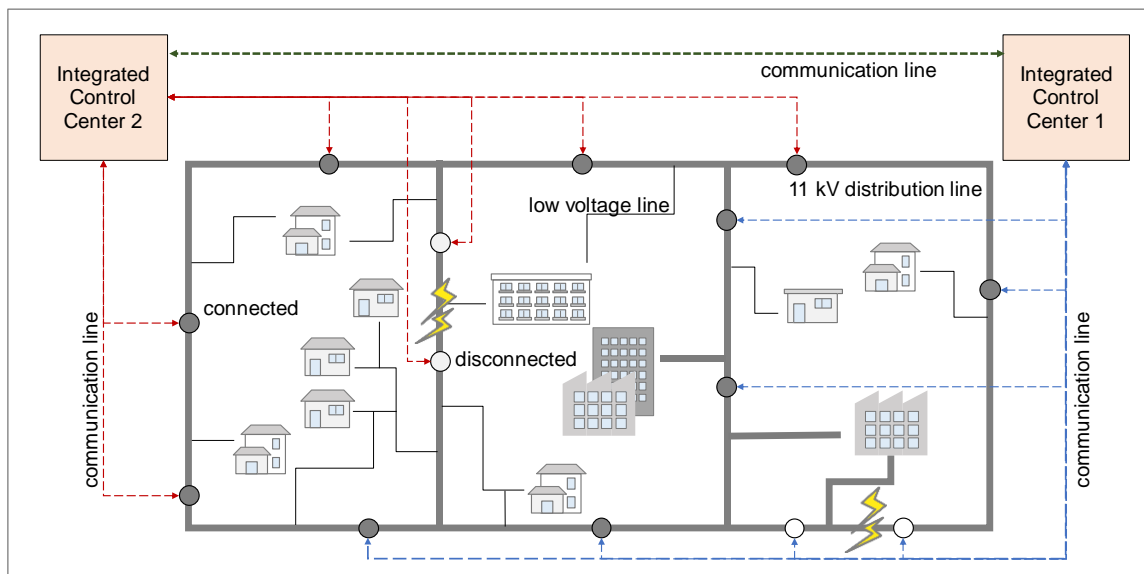 Integrated
Control
Center 2
communication line
Integrated
Control
Center 1
11 kV distribution line
low voltage line
connected
disconnected
communication line
communication line